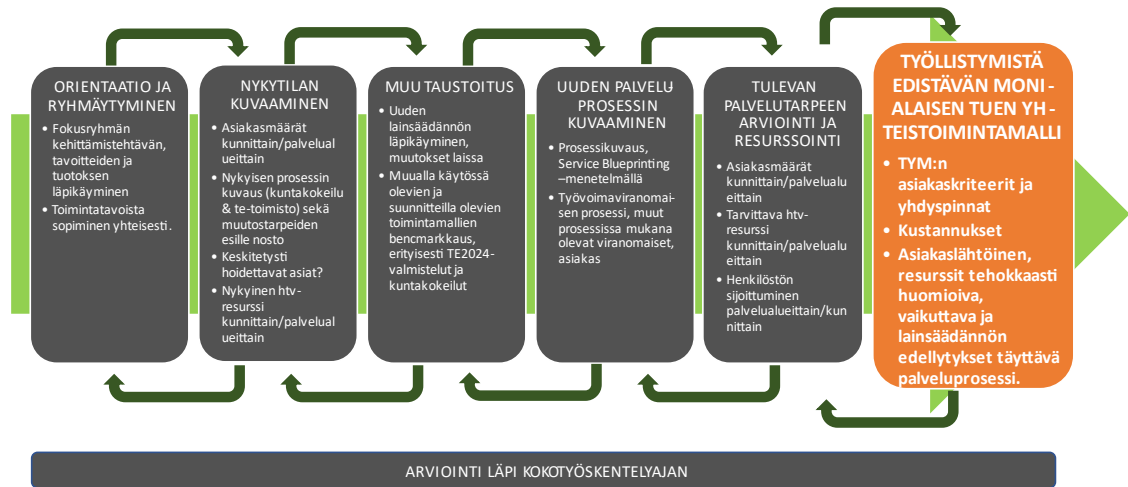 ORIENTAATIO JA
RYHMÄYTYMINEN
• Fokusryhmän
kehittämistehtävän,
tavoitteiden ja
tuotoksen
läpikäyminen
• Toimintatavoista
sopiminen yhteisesti.
NYKYTILAN
KUVAAMINEN
• Asiakasmäärät
kunnittain/palvelual
ueittain
• Nykyisen prosessin
kuvaus (kuntakokeilu
& te-toimisto) sekä
muutostarpeiden
esille nosto
• Keskitetysti
hoidettavat asiat?
• Nykyinen htv-
resurssi
kunnittain/palvelual
ueittain
MUU TAUSTOITUS
• Uuden
lainsäädännön
läpikäyminen,
muutokset laissa
• Muualla käytössä
olevien ja
suunnitteilla olevien
toimintamallien
bencmarkkaus,
erityisesti TE2024-
valmistelut ja
kuntakokeilut
UUDEN PALVELU-
PROSESSIN
KUVAAMINEN
• Prosessikuvaus,
Service Blueprinting
–menetelmällä
• Työvoimaviranomai-
sen prosessi, muut
prosessissa mukana
olevat viranomaiset,
asiakas
TULEVAN
PALVELUTARPEEN
ARVIOINTI JA
RESURSSOINTI
• Asiakasmäärät
kunnittain/palvelualu
eittain
• Tarvittava htv-
resurssi
kunnittain/palvelualu
eittain
• Henkilöstön
sijoittuminen
palvelualueittain/kun
nittain
TYÖLLISTYMISTÄ
EDISTÄVÄN MONI-
ALAISEN TUEN YH-
TEISTOIMINTAMALLI
• TYM:n
asiakaskriteerit ja
yhdyspinnat
• Kustannukset
• Asiakaslähtöinen,
resurssit tehokkaasti
huomioiva,
vaikuttava ja
lainsäädännön
edellytykset täyttävä
palveluprosessi.
ARVIOINTI LÄPI KOKOTYÖSKENTELYAJAN